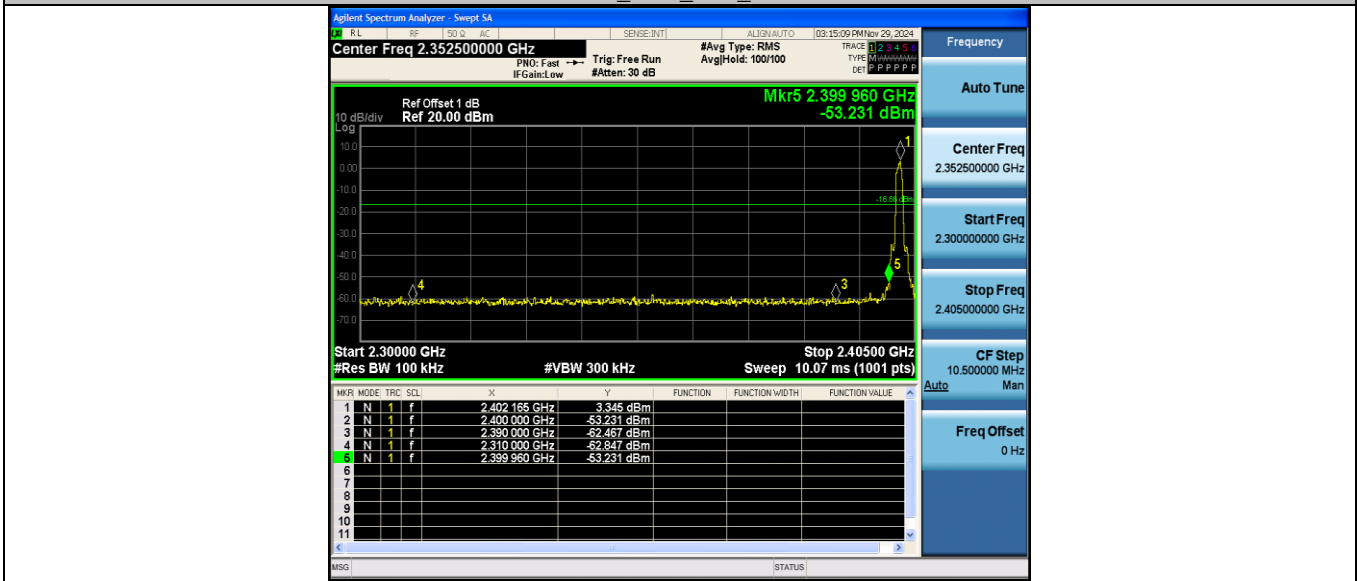 Agilent Spectrum Analyzer - Swept SA
RL RF 50 Ω AC SENSE:INT ALIGNAUTO 03:15:09 PM Nov 29, 2024
Center Freq 2.352500000 GHz
PNO: Fast
IFGain:Low
Trig: Free Run
#Atten: 30 dB
#Avg Type: RMS
Avg|Hold: 100/100
TRACE 1 2 3 4 5 6
TYPE M
DET P P P P P P
Mkr5 2.399 960 GHz
-53.231 dBm
Ref Offset 1 dB
10 dB/div Ref 20.00 dBm
Log
10.0
0.00
-10.0
-20.0
-30.0
-40.0
-50.0
-60.0
-70.0
1
-16.66 dBm
5
4
3
Start 2.30000 GHz Stop 2.40500 GHz
#Res BW 100 kHz #VBW 300 kHz Sweep 10.07 ms (1001 pts)
MKR MODE TRC SCL X Y FUNCTION FUNCTION WIDTH FUNCTION VALUE
1 N 1 f 2.402 165 GHz 3.345 dBm
2 N 1 f 2.400 000 GHz -53.231 dBm
3 N 1 f 2.390 000 GHz -62.467 dBm
4 N 1 f 2.310 000 GHz -62.847 dBm
5 N 1 f 2.399 960 GHz -53.231 dBm
6
7
8
9
10
11
MSG STATUS
Frequency
Auto Tune
Center Freq
2.352500000 GHz
Start Freq
2.300000000 GHz
Stop Freq
2.405000000 GHz
CF Step
10.500000 MHz
Auto Man
Freq Offset
0 Hz